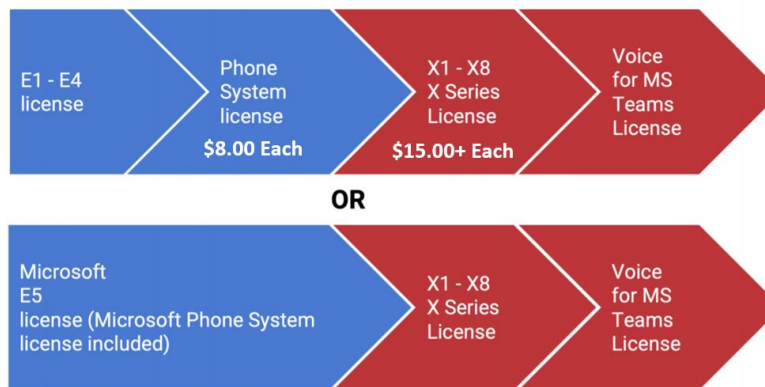 E1 - E4
license
Phone
System
license
$8.00 Each
X1 - X8
X Series
License
$15.00+ Each
Voice
for MS
Teams
License
OR
Microsoft
E5
license (Microsoft Phone System
license included)
X1 - X8
X Series
License
Voice
for MS
Teams
License